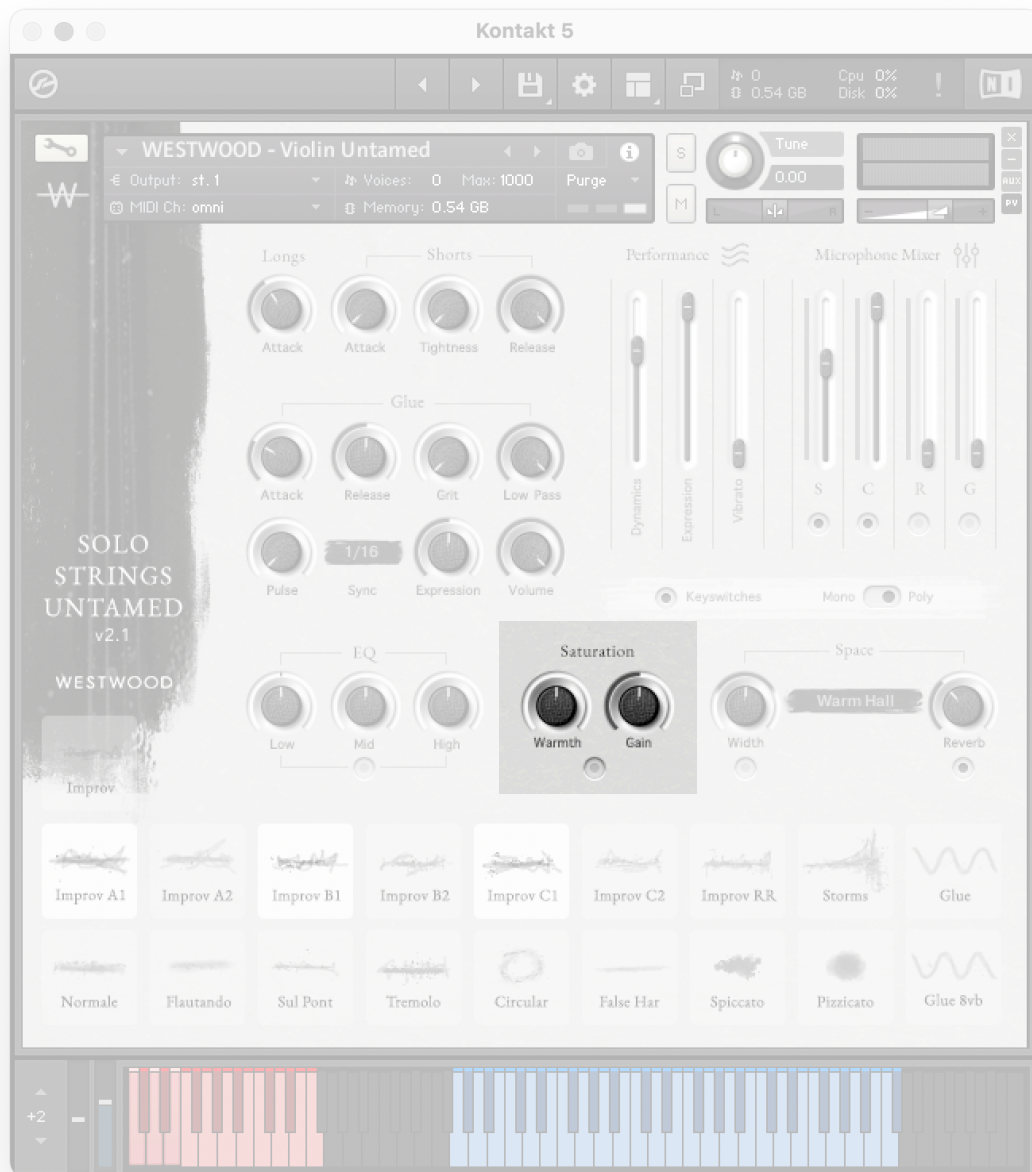 Kontakt 5
0
0.54 GB
Cpu 0%
Disk 0%
!
NI
W
WESTWOOD - Violin Untamed
Output: st. 1
Voices: 0 Max: 1000
Purge
MIDI Ch: omni
Memory: 0.54 GB
S
M
Tune
0.00
L
R
AUX
PV
Longs
Shorts
Attack
Attack
Tightness
Release
Glue
Attack
Release
Grit
Low Pass
Pulse
1/16
Sync
Expression
Volume
Performance
Dynamics
Expression
Vibrato
Microphone Mixer
S
C
R
G
Keyswitches
Mono
Poly
SOLO
STRINGS
UNTAMED
v2.1
WESTWOOD
EQ
Low
Mid
High
Saturation
Warmth
Gain
Space
Width
Warm Hall
Reverb
Improv
Improv A1
Improv A2
Improv B1
Improv B2
Improv C1
Improv C2
Improv RR
Storms
Glue
Normale
Flautando
Sul Pont
Tremolo
Circular
False Har
Spiccato
Pizzicato
Glue 8vb
+2